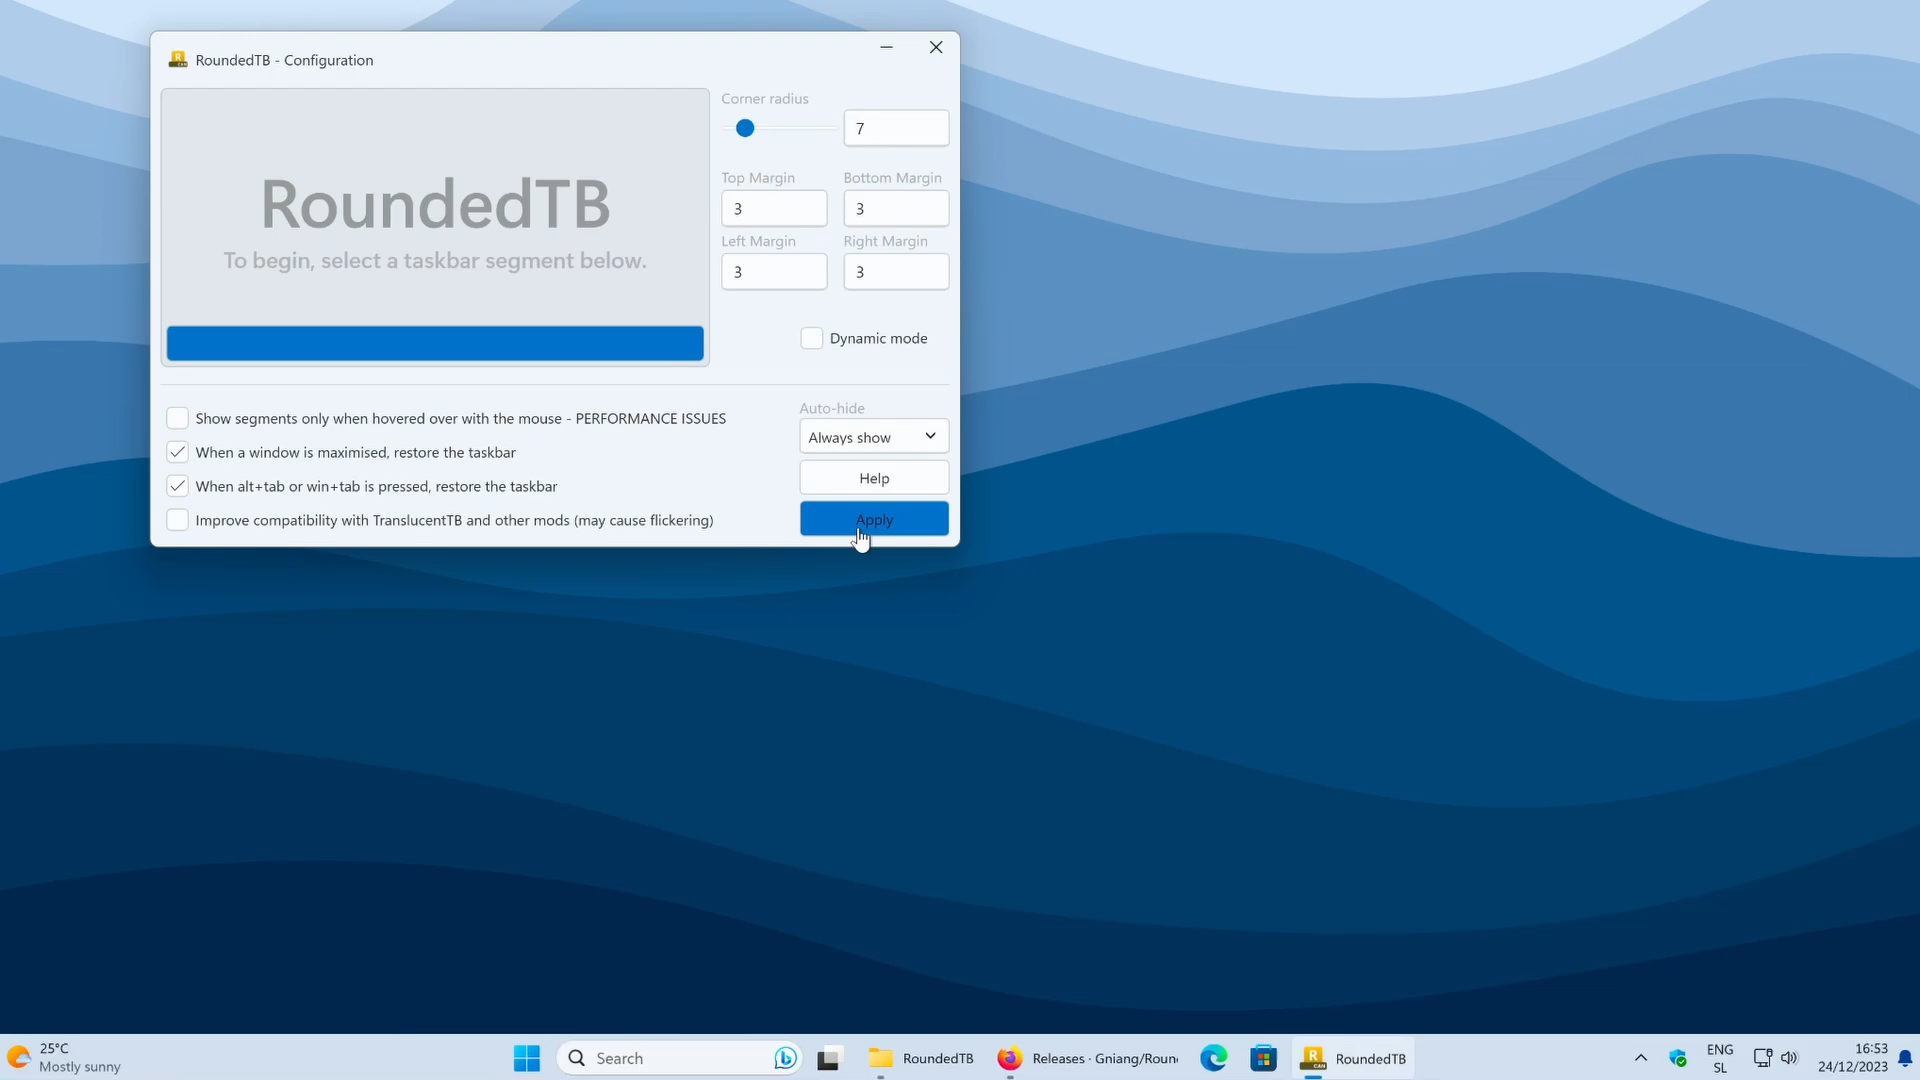 RoundedTB - Configuration
RoundedTB
To begin, select a taskbar segment below.
Corner radius
7
Top Margin
Bottom Margin
3
3
Left Margin
Right Margin
3
3
Dynamic mode
Show segments only when hovered over with the mouse - PERFORMANCE ISSUES
When a window is maximised, restore the taskbar
When alt+tab or win+tab is pressed, restore the taskbar
Improve compatibility with TranslucentTB and other mods (may cause flickering)
Auto-hide
Always show
Help
Apply
25°C
Mostly sunny
Search
RoundedTB
Releases · Gniang/Roun
RoundedTB
ENG
SL
16:53
24/12/2023